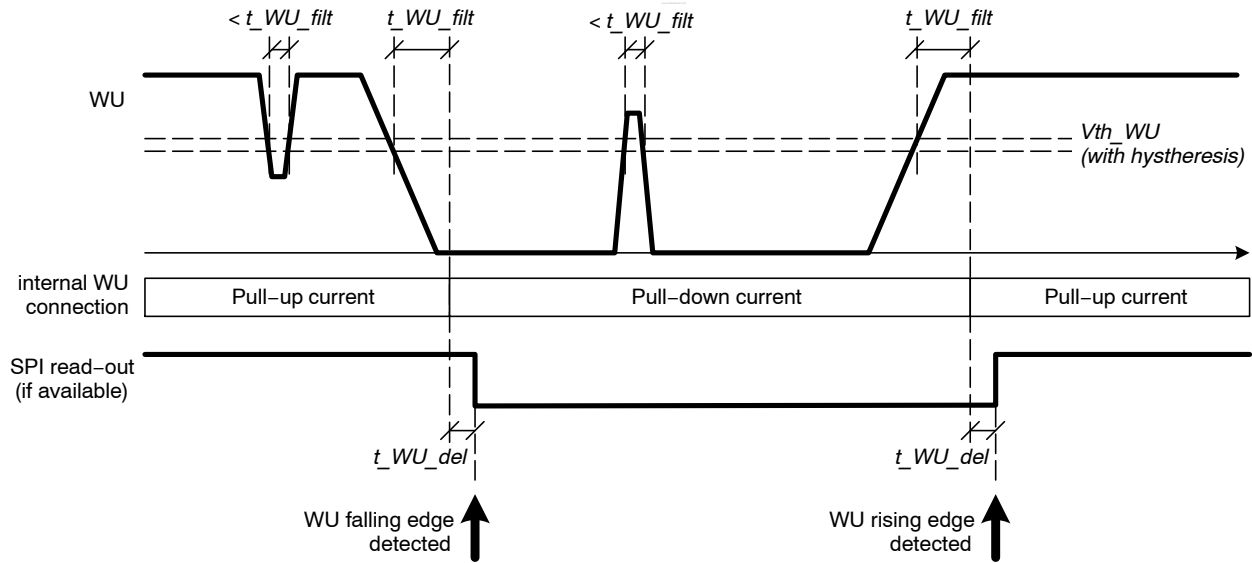 < t_WU_filt
t_WU_filt
< t_WU_filt
t_WU_filt
WU
Vth_WU
(with hystheresis)
internal WU
connection
Pull-up current
Pull-down current
Pull-up current
SPI read-out
(if available)
t_WU_del
t_WU_del
WU falling edge
detected
WU rising edge
detected